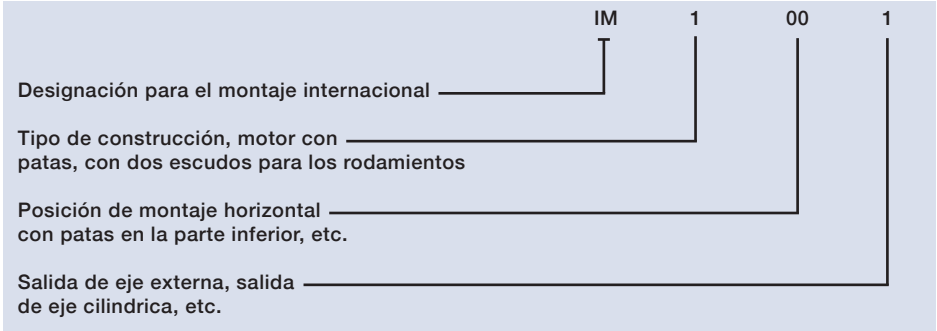 IM 1 00 1
Designación para el montaje internacional
Tipo de construcción, motor con
patas, con dos escudos para los rodamientos
Posición de montaje horizontal
con patas en la parte inferior, etc.
Salida de eje externa, salida
de eje cilindrica, etc.